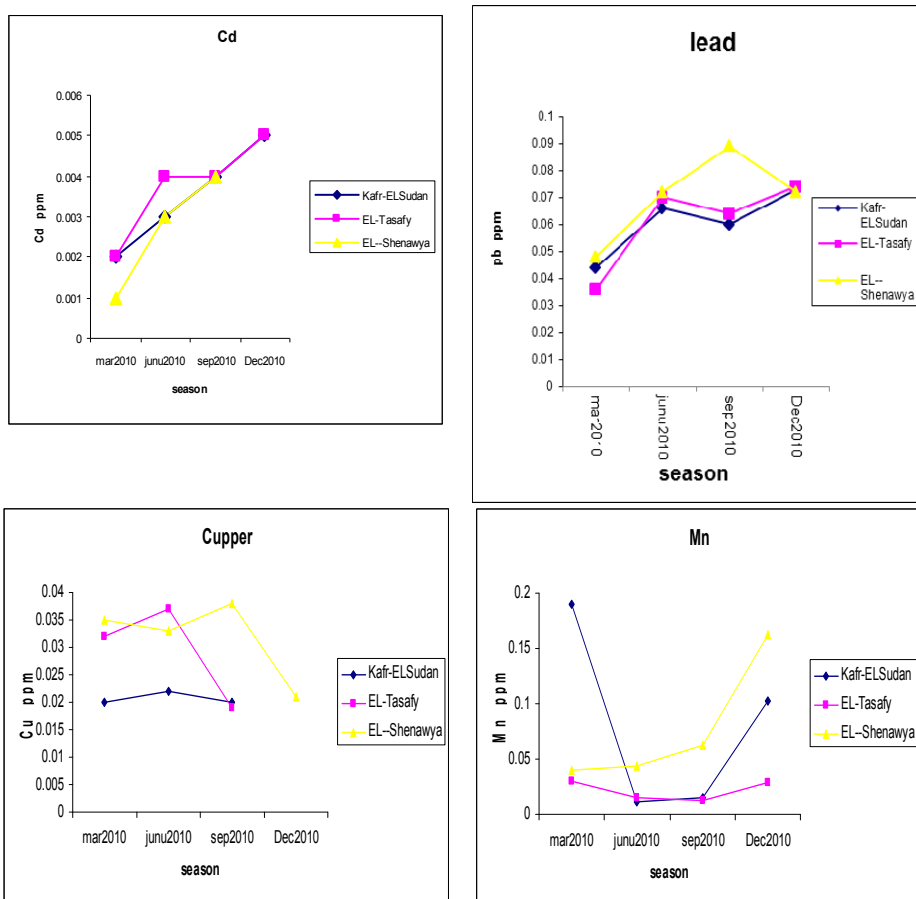 Cd
Cd ppm
0.006
0.005
0.004
0.003
0.002
0.001
0
mar2010
junu2010
sep2010
Dec2010
season
Kafr-ELSudan
EL-Tasafy
EL--Shenawya
lead
pb ppm
0.1
0.09
0.08
0.07
0.06
0.05
0.04
0.03
0.02
0.01
0
mar2010
junu2010
sep2010
Dec2010
season
Kafr-
ELSudan
EL-Tasafy
EL--
Shenawya
Cupper
Cu ppm
0.04
0.035
0.03
0.025
0.02
0.015
0.01
0.005
0
mar2010
junu2010
sep2010
Dec2010
season
Kafr-ELSudan
EL-Tasafy
EL--Shenawya
Mn
Mn ppm
0.2
0.15
0.1
0.05
0
mar2010
junu2010
sep2010
Dec2010
season
Kafr-ELSudan
EL-Tasafy
EL--Shenawya